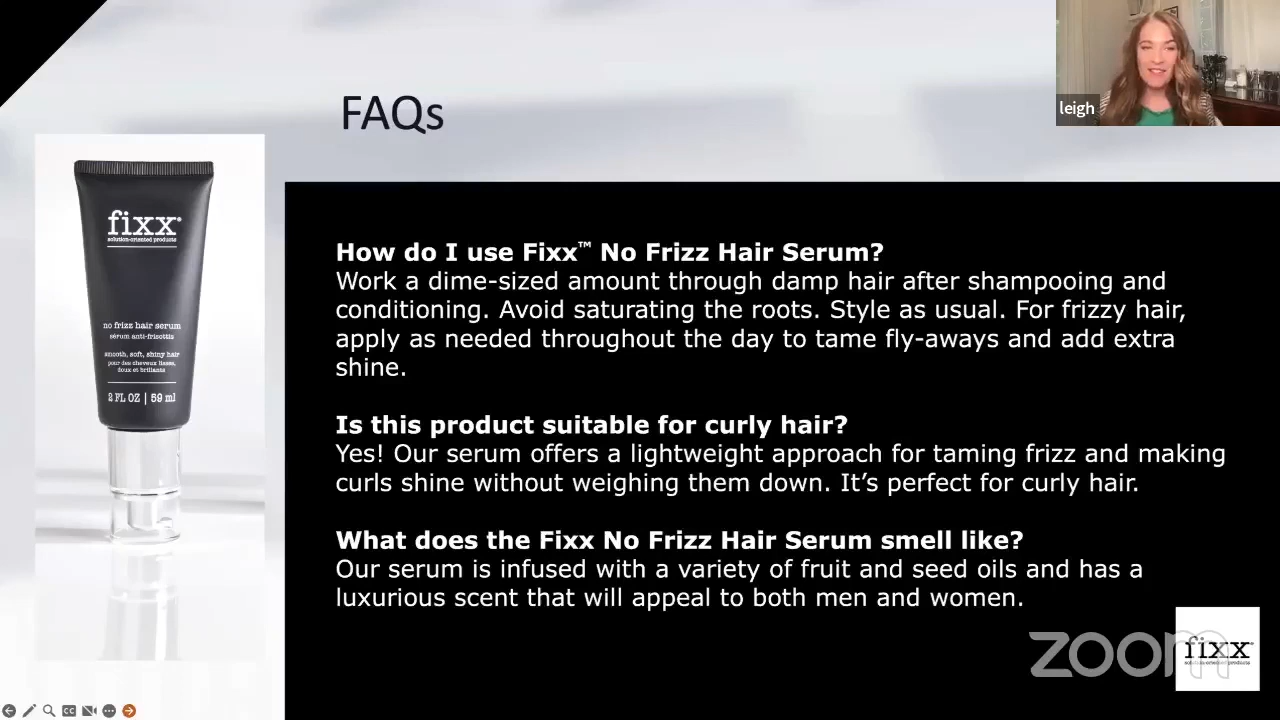 FAQs
leigh
fixx®
solution-oriented products
no frizz hair serum
sérum anti-frisottis
smooth, soft, shiny hair
pour des cheveux lisses,
doux et brillants
2 FL OZ | 59 ml
How do I use Fixx™ No Frizz Hair Serum?
Work a dime-sized amount through damp hair after shampooing and
conditioning. Avoid saturating the roots. Style as usual. For frizzy hair,
apply as needed throughout the day to tame fly-aways and add extra
shine.
Is this product suitable for curly hair?
Yes! Our serum offers a lightweight approach for taming frizz and making
curls shine without weighing them down. It’s perfect for curly hair.
What does the Fixx No Frizz Hair Serum smell like?
Our serum is infused with a variety of fruit and seed oils and has a
luxurious scent that will appeal to both men and women.
zoom
fixx®
solution-oriented products
CC